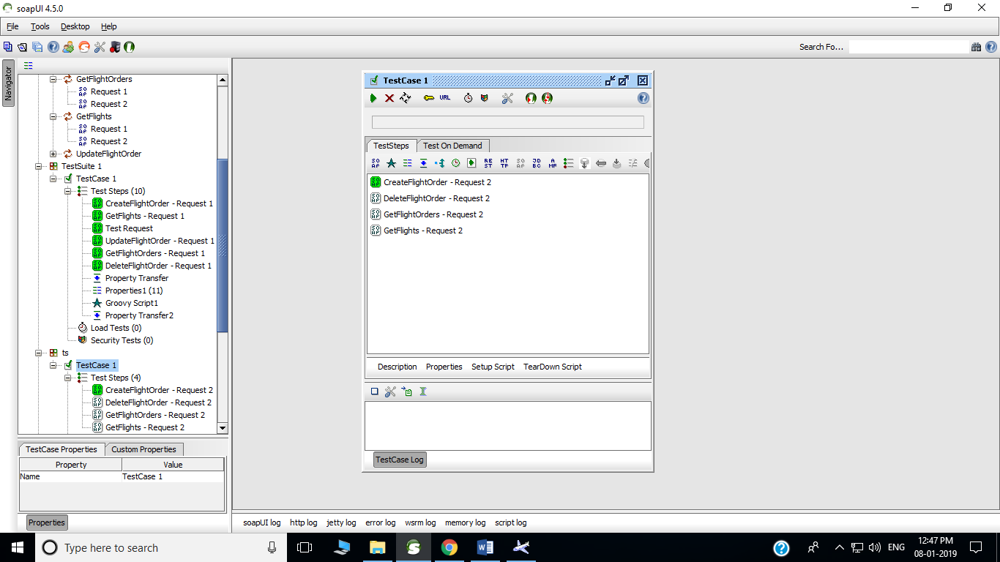 soapUI 4.5.0
File Tools Desktop Help
Search Fo...
Navigator
GetFlightOrders
Request 1
Request 2
GetFlights
Request 1
Request 2
UpdateFlightOrder
TestSuite 1
TestCase 1
Test Steps (10)
CreateFlightOrder - Request 1
GetFlights - Request 1
Test Request
UpdateFlightOrder - Request 1
GetFlightOrders - Request 1
DeleteFlightOrder - Request 1
Property Transfer
Properties1 (11)
Groovy Script1
Property Transfer2
Load Tests (0)
Security Tests (0)
ts
TestCase 1
Test Steps (4)
CreateFlightOrder - Request 2
DeleteFlightOrder - Request 2
GetFlightOrders - Request 2
GetFlights - Request 2
TestCase Properties Custom Properties
Property Value
Name TestCase 1
Properties
TestCase 1
URL
TestSteps Test On Demand
CreateFlightOrder - Request 2
DeleteFlightOrder - Request 2
GetFlightOrders - Request 2
GetFlights - Request 2
Description Properties Setup Script TearDown Script
TestCase Log
soapUI log http log jetty log error log wsrm log memory log script log
Type here to search
ENG
12:47 PM
08-01-2019